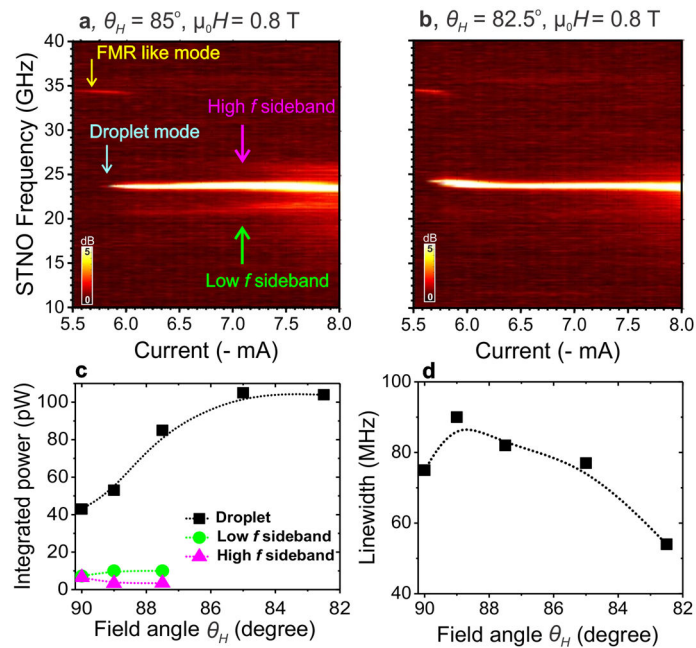 a, θH = 85°, μ0H = 0.8 T
b, θH = 82.5°, μ0H = 0.8 T
STNO Frequency (GHz)
40
35
30
25
20
15
10
FMR like mode
Droplet mode
High f sideband
Low f sideband
dB
5
0
5.5 6.0 6.5 7.0 7.5 8.0
Current (- mA)
dB
5
0
5.5 6.0 6.5 7.0 7.5 8.0
Current (- mA)
c
Integrated power (pW)
100
80
60
40
20
0
Droplet
Low f sideband
High f sideband
90 88 86 84 82
Field angle θH (degree)
d
Linewidth (MHz)
100
80
60
40
90 88 86 84 82
Field angle θH (degree)